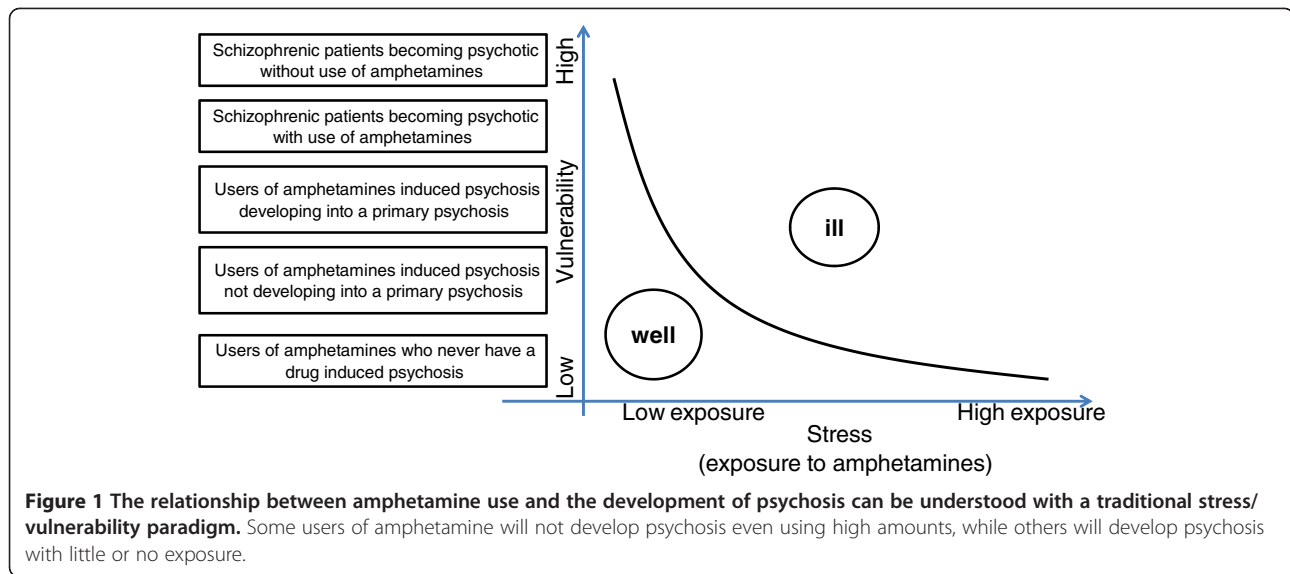 Schizophrenic patients becoming psychotic
without use of amphetamines
Schizophrenic patients becoming psychotic
with use of amphetamines
Users of amphetamines induced psychosis
developing into a primary psychosis
Users of amphetamines induced psychosis
not developing into a primary psychosis
Users of amphetamines who never have a
drug induced psychosis
High
Vulnerability
Low
ill
well
Low exposure
High exposure
Stress
(exposure to amphetamines)
Figure 1 The relationship between amphetamine use and the development of psychosis can be understood with a traditional stress/
vulnerability paradigm. Some users of amphetamine will not develop psychosis even using high amounts, while others will develop psychosis
with little or no exposure.